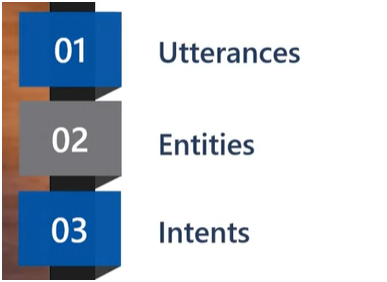 01 Utterances
02 Entities
03 Intents